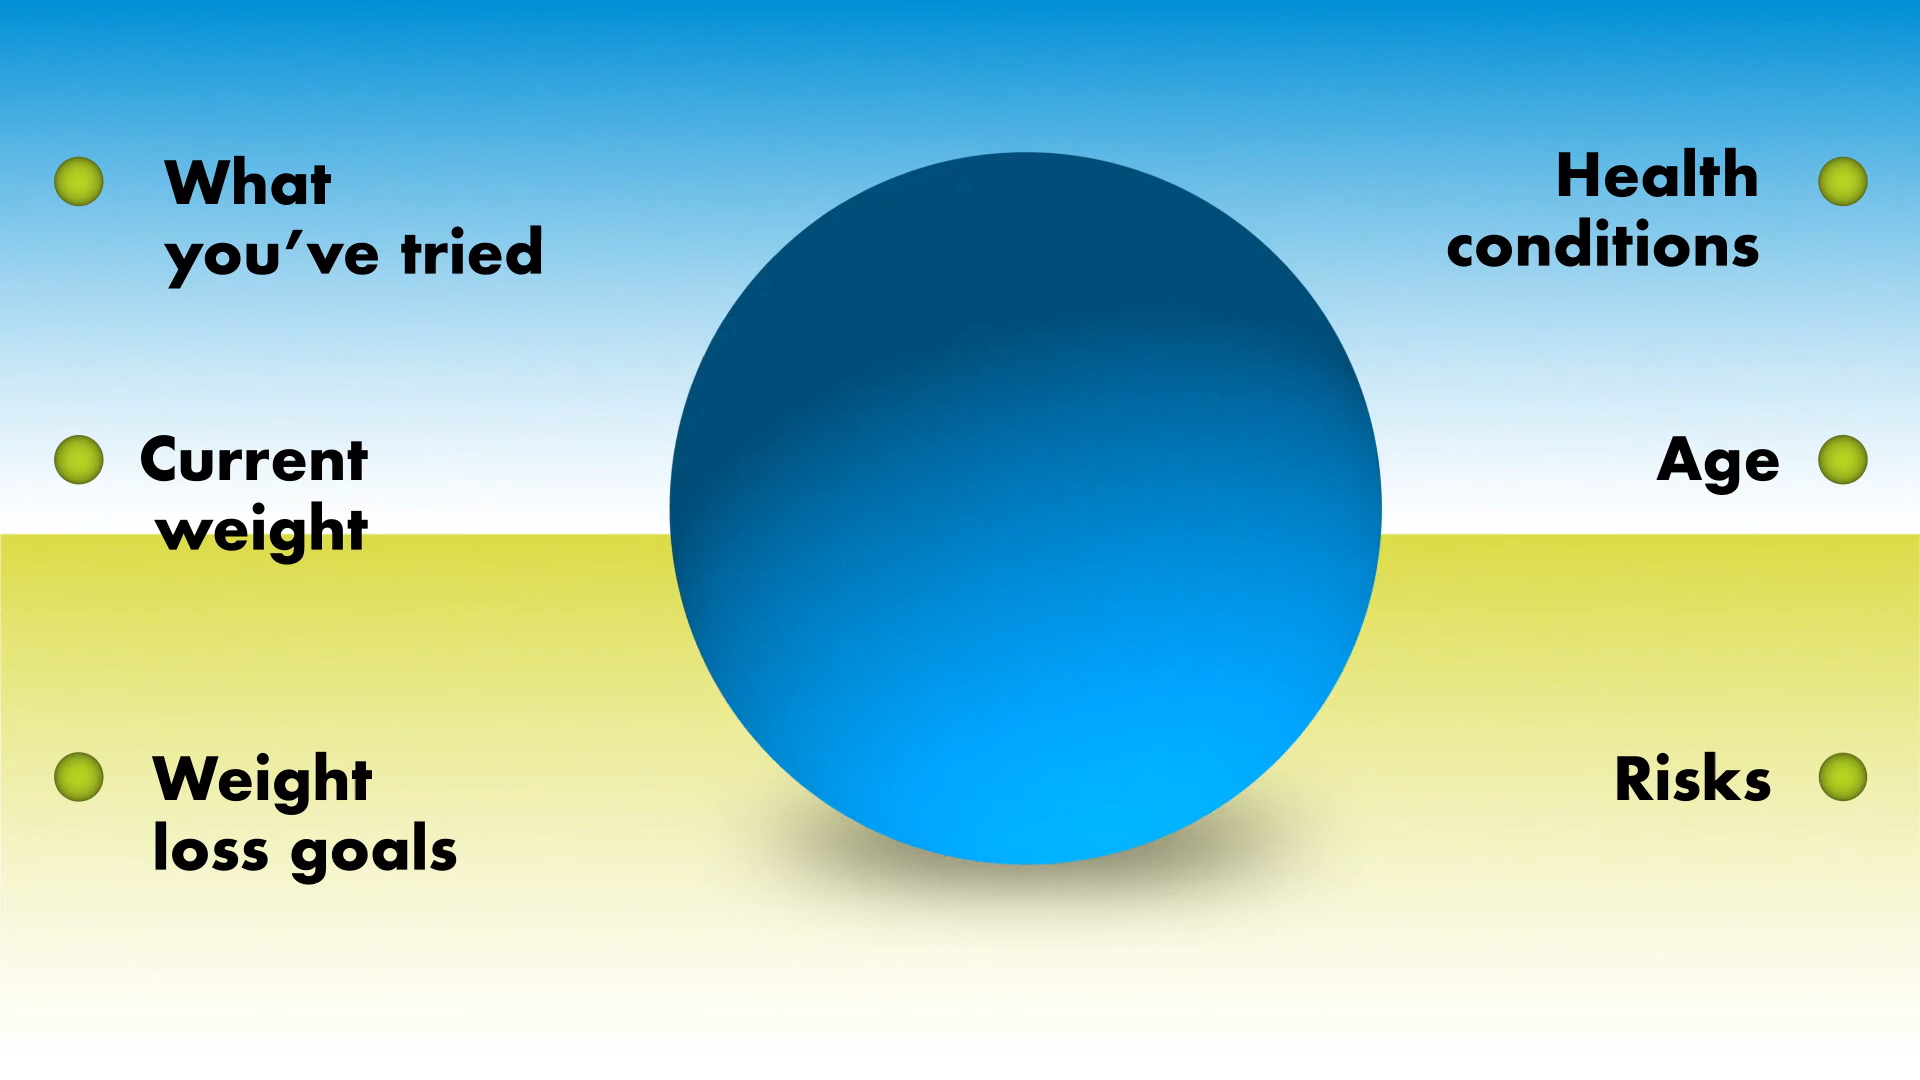 What
you’ve tried
Current
weight
Weight
loss goals
Health
conditions
Age
Risks